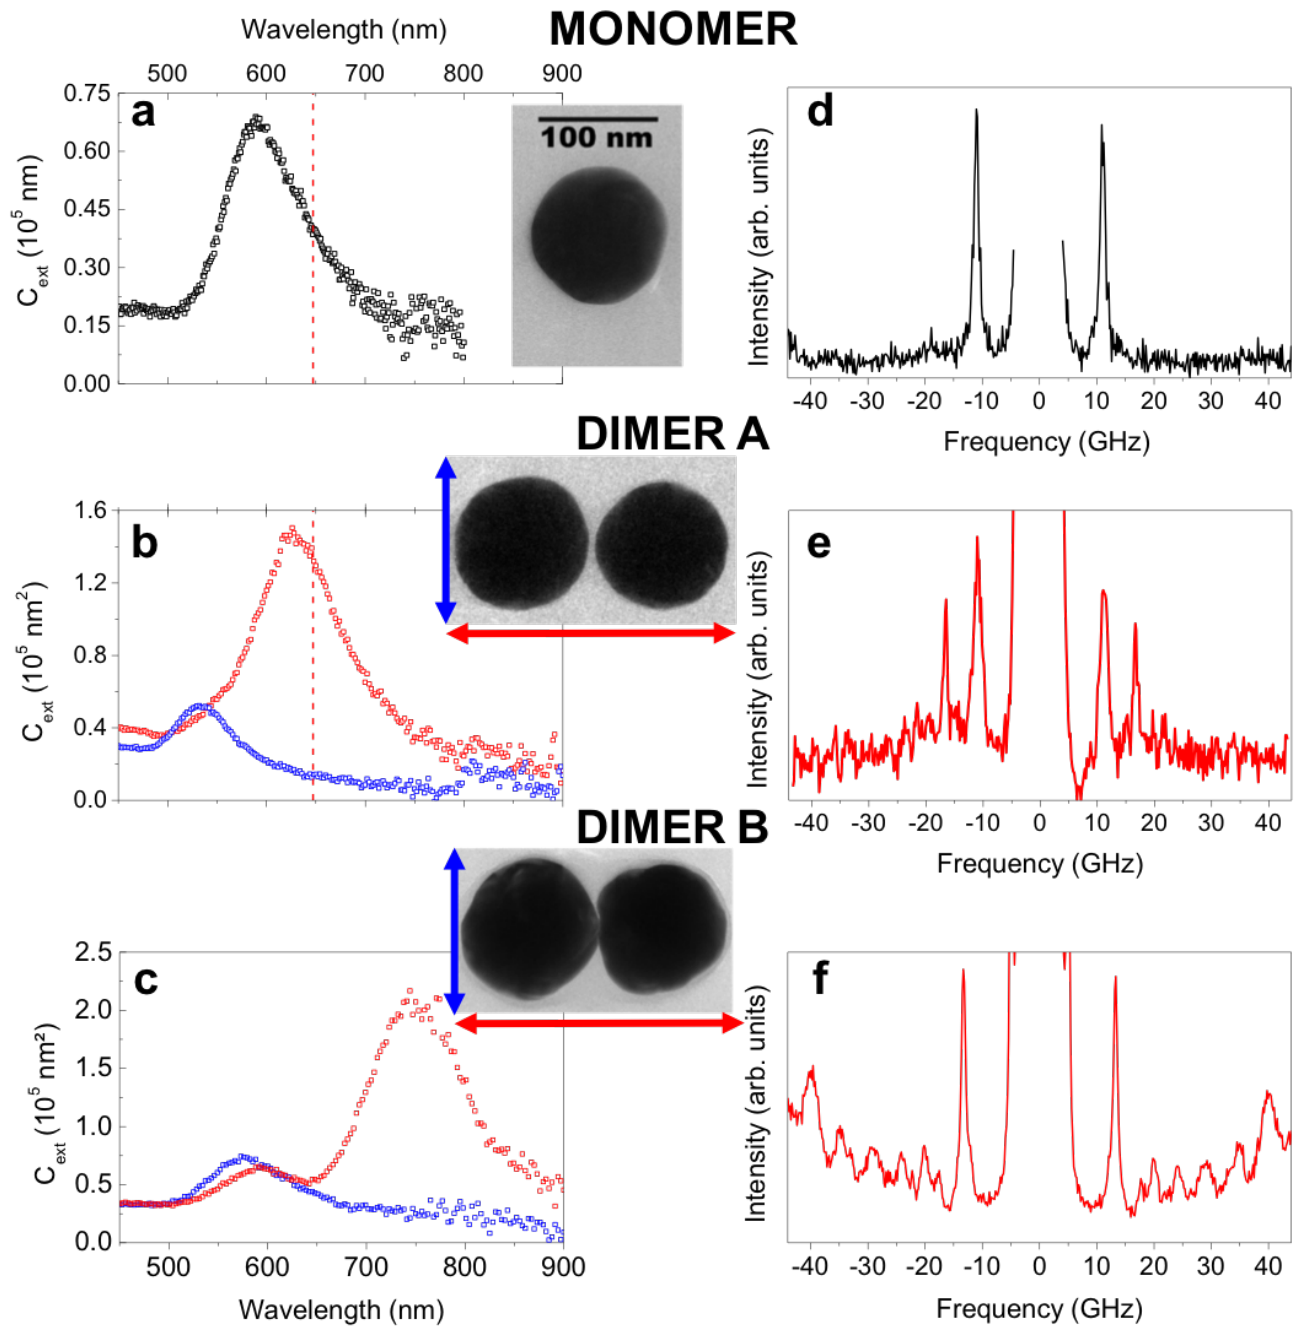 MONOMER
Wavelength (nm)
500 600 700 800 900
a
0.75
0.60
0.45
0.30
0.15
0.00
C_ext (10^5 nm)
100 nm
d
Intensity (arb. units)
-40 -30 -20 -10 0 10 20 30 40
Frequency (GHz)
DIMER A
b
1.6
1.2
0.8
0.4
0.0
C_ext (10^5 nm²)
e
Intensity (arb. units)
-40 -30 -20 -10 0 10 20 30 40
Frequency (GHz)
DIMER B
c
2.5
2.0
1.5
1.0
0.5
0.0
C_ext (10^5 nm²)
500 600 700 800 900
Wavelength (nm)
f
Intensity (arb. units)
-40 -30 -20 -10 0 10 20 30 40
Frequency (GHz)